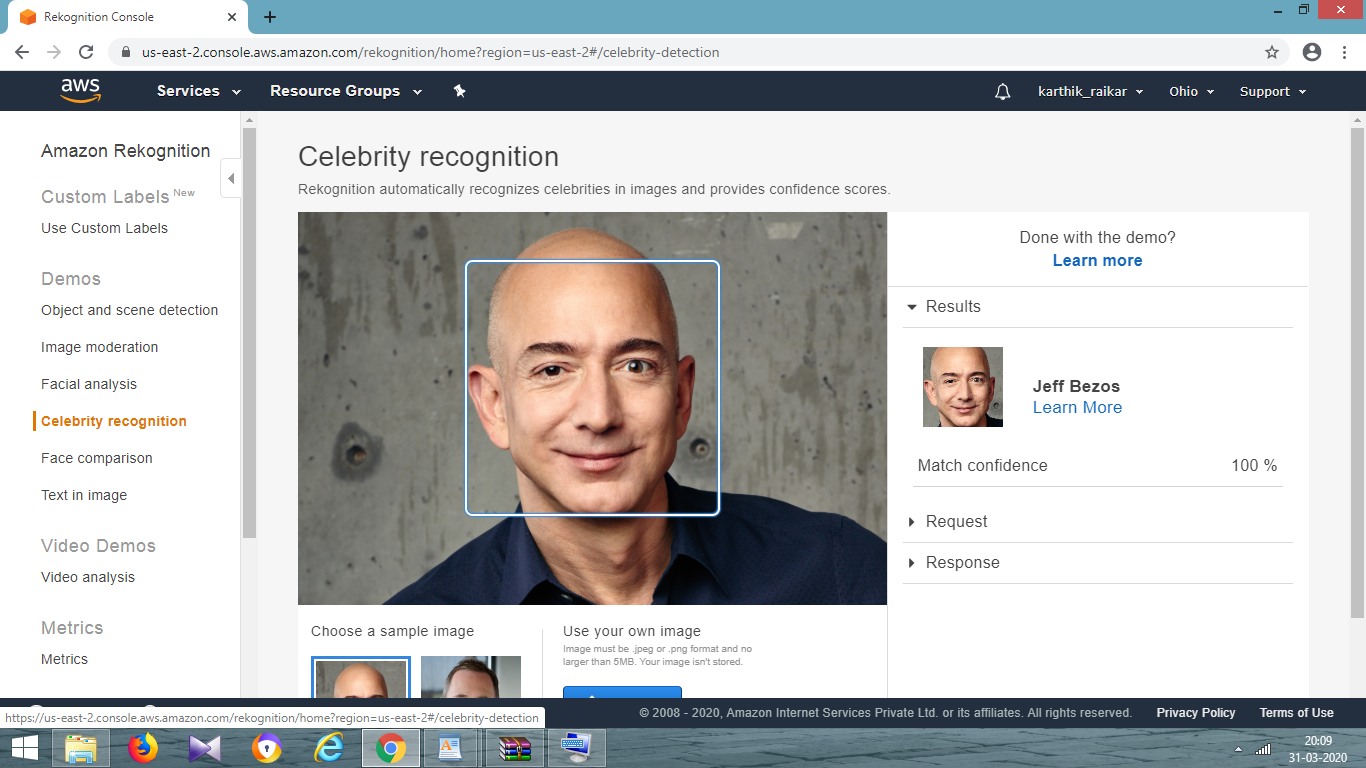 Rekognition Console
us-east-2.console.aws.amazon.com/rekognition/home?region=us-east-2#/celebrity-detection
aws
Services
Resource Groups
karthik_raikar
Ohio
Support
Amazon Rekognition
Custom Labels New
Use Custom Labels
Demos
Object and scene detection
Image moderation
Facial analysis
Celebrity recognition
Face comparison
Text in image
Video Demos
Video analysis
Metrics
Metrics
Celebrity recognition
Rekognition automatically recognizes celebrities in images and provides confidence scores.
Choose a sample image
Use your own image
Image must be .jpeg or .png format and no
larger than 5MB. Your image isn't stored.
Done with the demo?
Learn more
Results
Jeff Bezos
Learn More
Match confidence 100 %
Request
Response
https://us-east-2.console.aws.amazon.com/rekognition/home?region=us-east-2#/celebrity-detection
© 2008 - 2020, Amazon Internet Services Private Ltd. or its affiliates. All rights reserved.
Privacy Policy
Terms of Use
20:09
31-03-2020